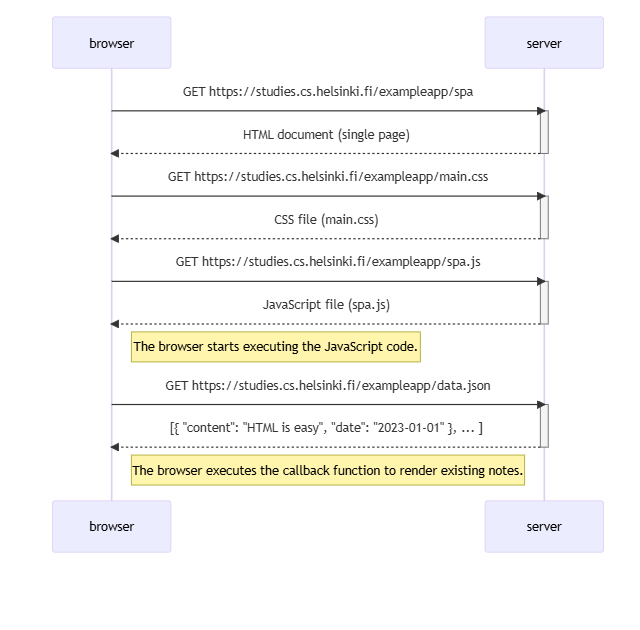 browser
server
GET https://studies.cs.helsinki.fi/exampleapp/spa
HTML document (single page)
GET https://studies.cs.helsinki.fi/exampleapp/main.css
CSS file (main.css)
GET https://studies.cs.helsinki.fi/exampleapp/spa.js
JavaScript file (spa.js)
The browser starts executing the JavaScript code.
GET https://studies.cs.helsinki.fi/exampleapp/data.json
[{ "content": "HTML is easy", "date": "2023-01-01" }, ... ]
The browser executes the callback function to render existing notes.
browser
server